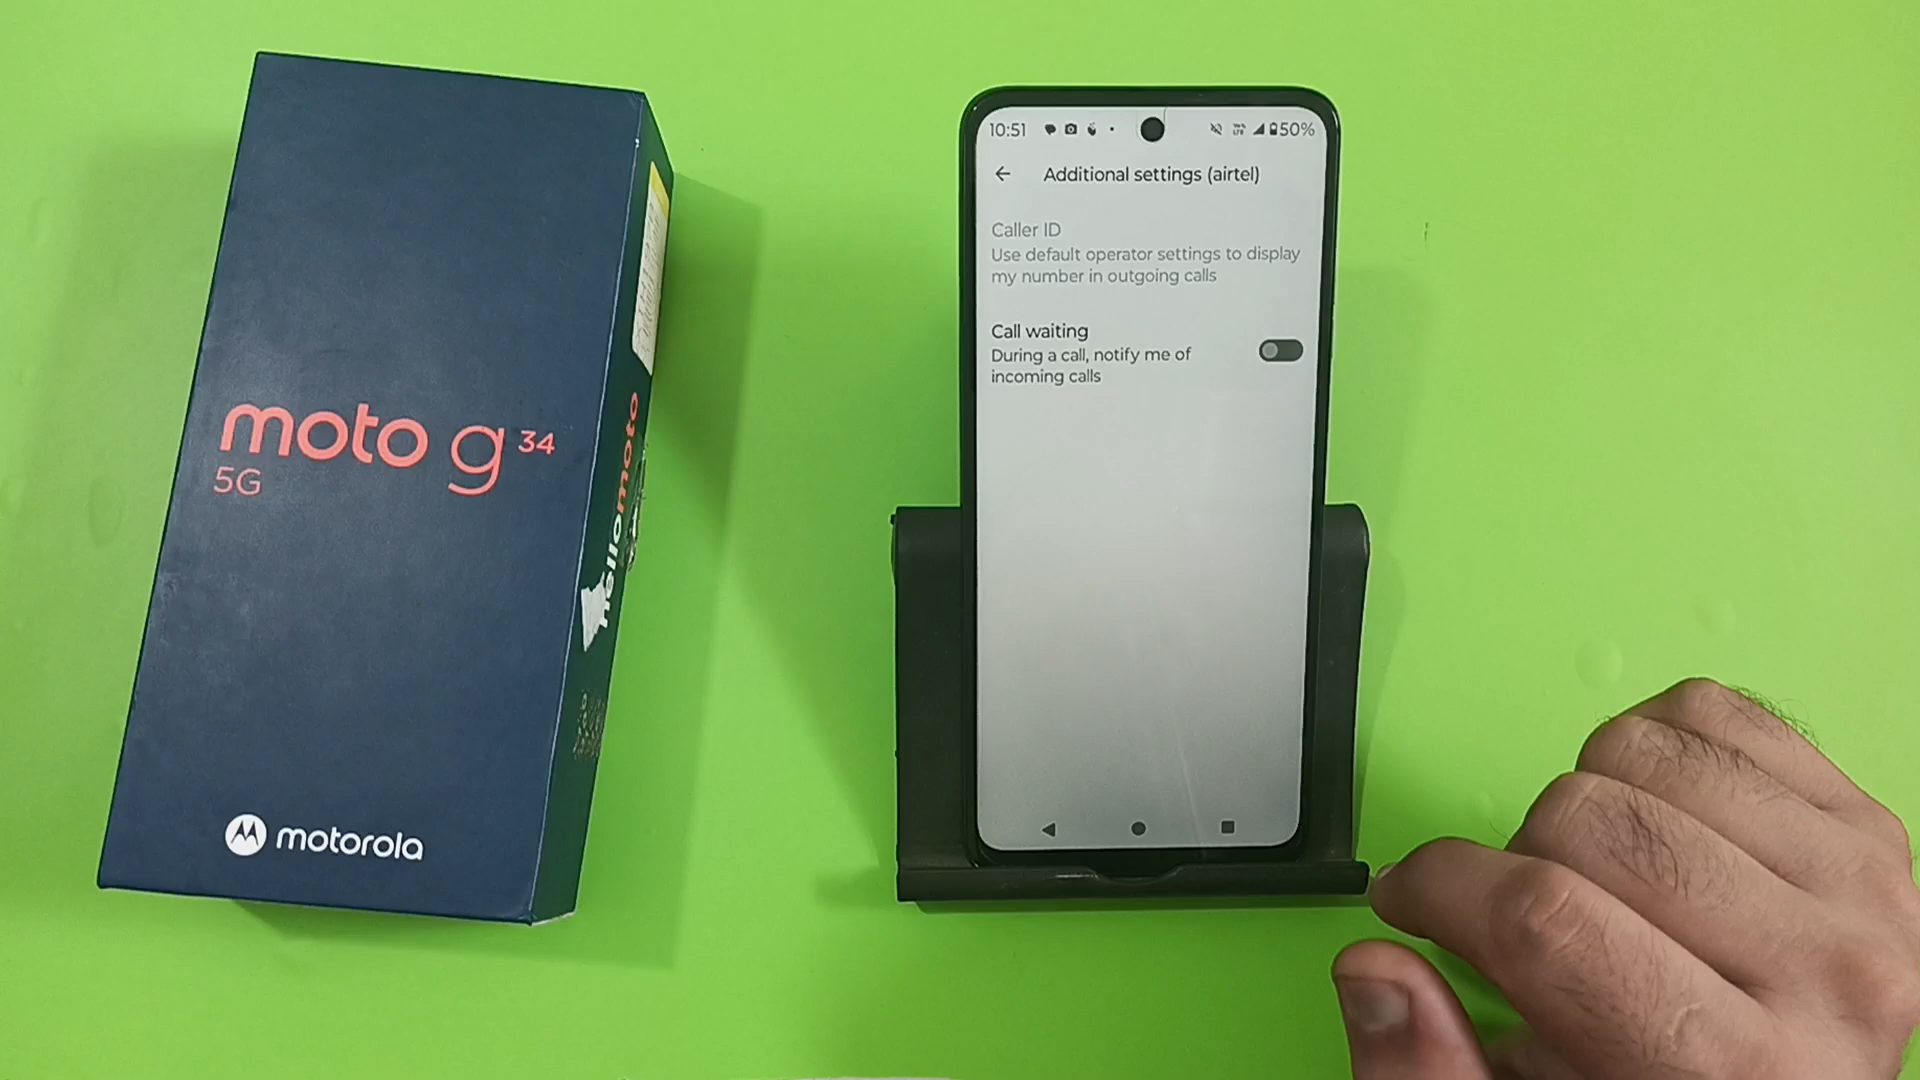 moto g 34
5G
hellomoto
motorola
10:51
50%
Additional settings (airtel)
Caller ID
Use default operator settings to display
my number in outgoing calls
Call waiting
During a call, notify me of
incoming calls